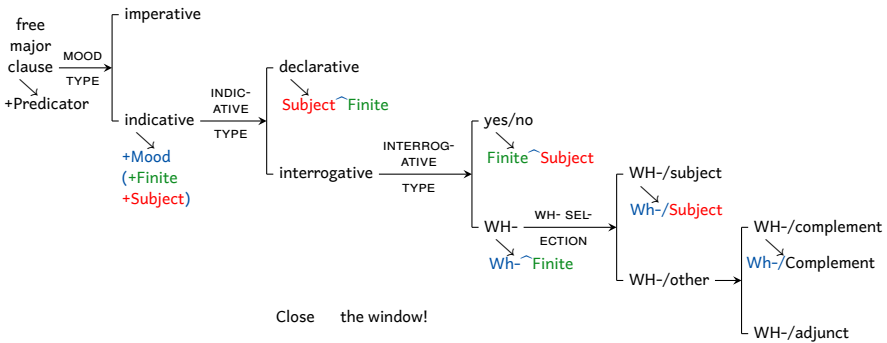 free
major
clause
+Predicator
MOOD
TYPE
imperative
indicative
+Mood
(+Finite
+Subject)
INDIC-
ATIVE
TYPE
declarative
Subject^Finite
interrogative
INTERROG-
ATIVE
TYPE
yes/no
Finite^Subject
WH-
Wh-^Finite
WH- SEL-
ECTION
WH-/subject
Wh-/Subject
WH-/other
WH-/complement
Wh-/Complement
WH-/adjunct
Close the window!